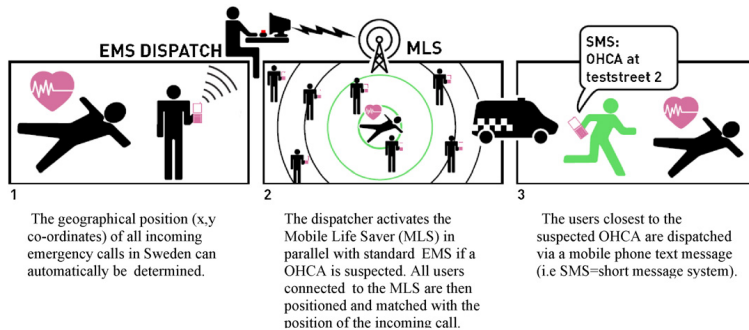 EMS DISPATCH
MLS
SMS:
OHCA at
teststreet 2
1
2
3
The geographical position (x,y
co-ordinates) of all incoming
emergency calls in Sweden can
automatically be determined.
The dispatcher activates the
Mobile Life Saver (MLS) in
parallel with standard EMS if a
OHCA is suspected. All users
connected to the MLS are then
positioned and matched with the
position of the incoming call.
The users closest to the
suspected OHCA are dispatched
via a mobile phone text message
(i.e SMS=short message system).